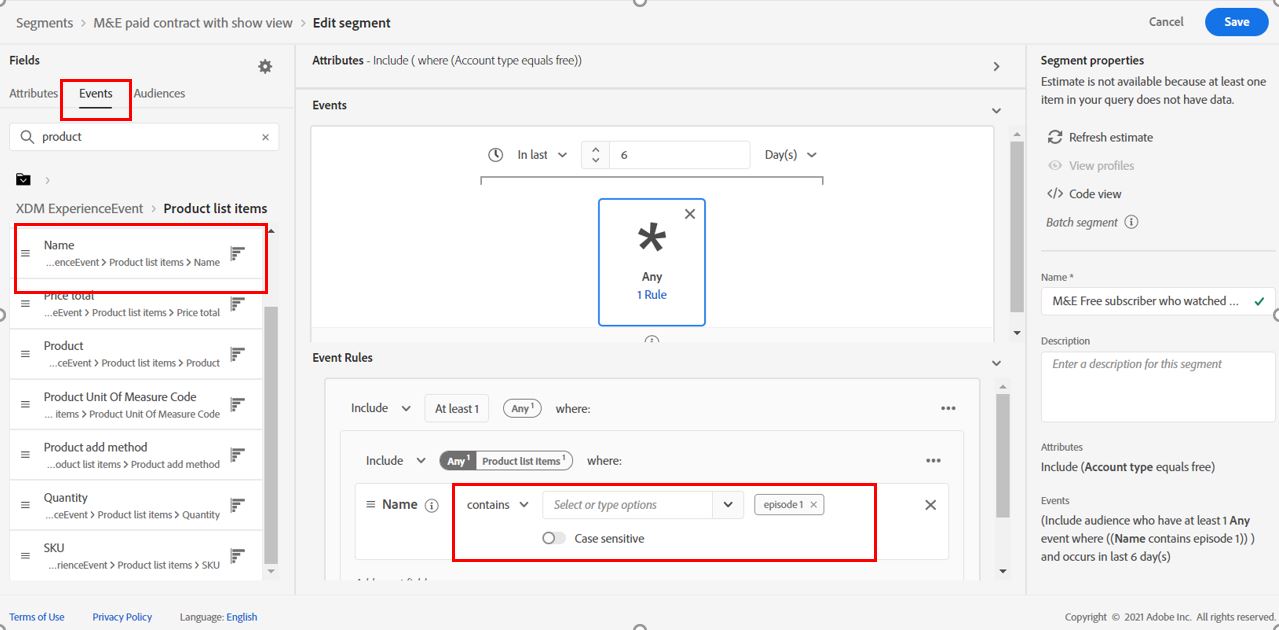 Segments > M&E paid contract with show view > Edit segment
Cancel
Save
Fields
Attributes
Events
Audiences
product
XDM ExperienceEvent > Product list items
Name
...enceEvent > Product list items > Name
Price total
...eEvent > Product list items > Price total
Product
...ceEvent > Product list items > Product
Product Unit Of Measure Code
... items > Product Unit Of Measure Code
Product add method
...oduct list items > Product add method
Quantity
...ceEvent > Product list items > Quantity
SKU
...rienceEvent > Product list items > SKU
Attributes - Include ( where (Account type equals free))
Events
In last
6
Day(s)
Any
1 Rule
Event Rules
Include
At least 1
Any 1
where:
Include
Any 1
Product list Items 1
where:
Name
contains
Select or type options
episode 1
Case sensitive
Segment properties
Estimate is not available because at least one
item in your query does not have data.
Refresh estimate
View profiles
Code view
Batch segment
Name *
M&E Free subscriber who watched ...
Description
Enter a description for this segment
Attributes
Include (Account type equals free)
Events
(Include audience who have at least 1 Any
event where ((Name contains episode 1)) )
and occurs in last 6 day(s)
Terms of Use
Privacy Policy
Language: English
Copyright © 2021 Adobe Inc. All rights reserved.